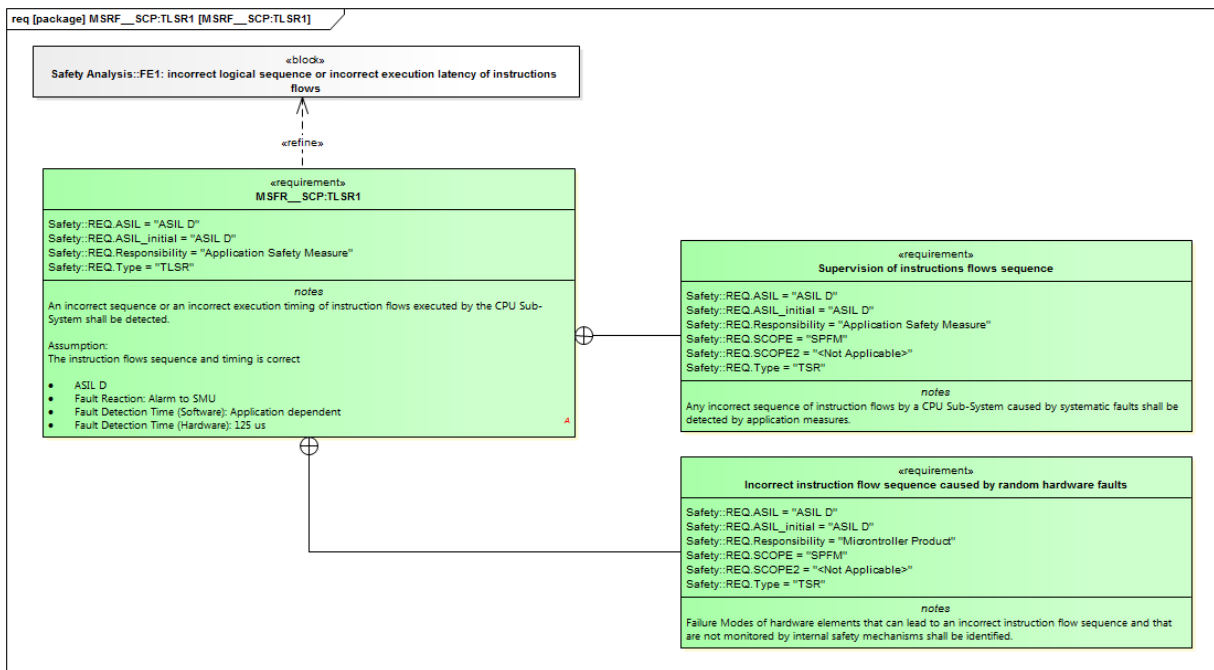 req [package] MSRF__SCP:TLSR1 [MSRF__SCP:TLSR1]
«block»
Safety Analysis::FE1: incorrect logical sequence or incorrect execution latency of instructions
flows
«refine»
«requirement»
MSFR__SCP:TLSR1
Safety::REQ.ASIL = "ASIL D"
Safety::REQ.ASIL_initial = "ASIL D"
Safety::REQ.Responsibility = "Application Safety Measure"
Safety::REQ.Type = "TLSR"
notes
An incorrect sequence or an incorrect execution timing of instruction flows executed by the CPU Sub-
System shall be detected.
Assumption:
The instruction flows sequence and timing is correct
• ASIL D
• Fault Reaction: Alarm to SMU
• Fault Detection Time (Software): Application dependent
• Fault Detection Time (Hardware): 125 us
A
«requirement»
Supervision of instructions flows sequence
Safety::REQ.ASIL = "ASIL D"
Safety::REQ.ASIL_initial = "ASIL D"
Safety::REQ.Responsibility = "Application Safety Measure"
Safety::REQ.SCOPE = "SPFM"
Safety::REQ.SCOPE2 = "<Not Applicable>"
Safety::REQ.Type = "TSR"
notes
Any incorrect sequence of instruction flows by a CPU Sub-System caused by systematic faults shall be
detected by application measures.
«requirement»
Incorrect instruction flow sequence caused by random hardware faults
Safety::REQ.ASIL = "ASIL D"
Safety::REQ.ASIL_initial = "ASIL D"
Safety::REQ.Responsibility = "Microntroller Product"
Safety::REQ.SCOPE = "SPFM"
Safety::REQ.SCOPE2 = "<Not Applicable>"
Safety::REQ.Type = "TSR"
notes
Failure Modes of hardware elements that can lead to an incorrect instruction flow sequence and that
are not monitored by internal safety mechanisms shall be identified.